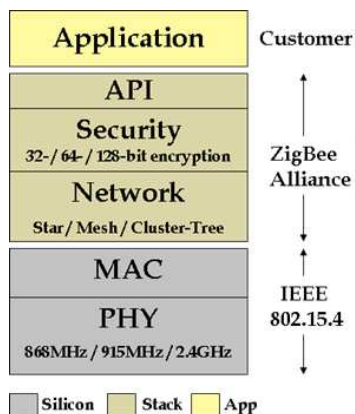 Application
Customer
API
Security
32-/64-/128-bit encryption
ZigBee
Alliance
Network
Star/Mesh/Cluster-Tree
MAC
PHY
868MHz/915MHz/2.4GHz
IEEE
802.15.4
Silicon Stack App